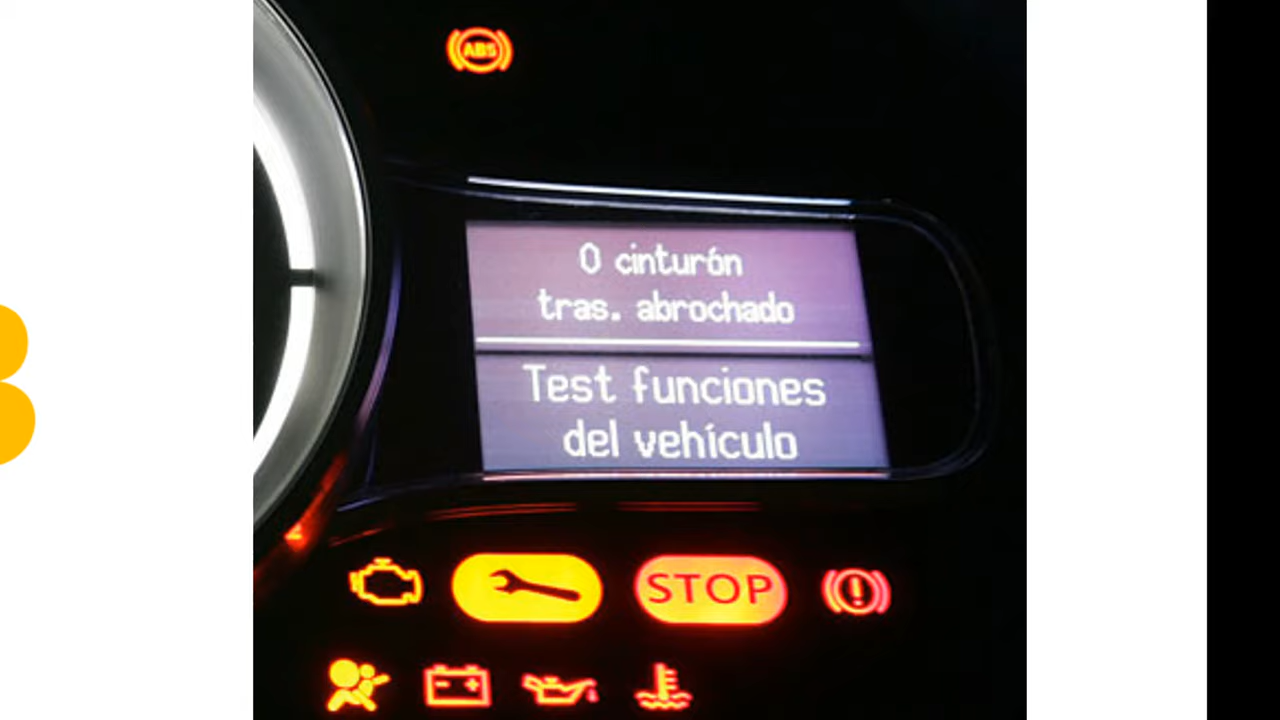 ABS
0 cinturón
tras. abrochado
Test funciones
del vehículo
STOP